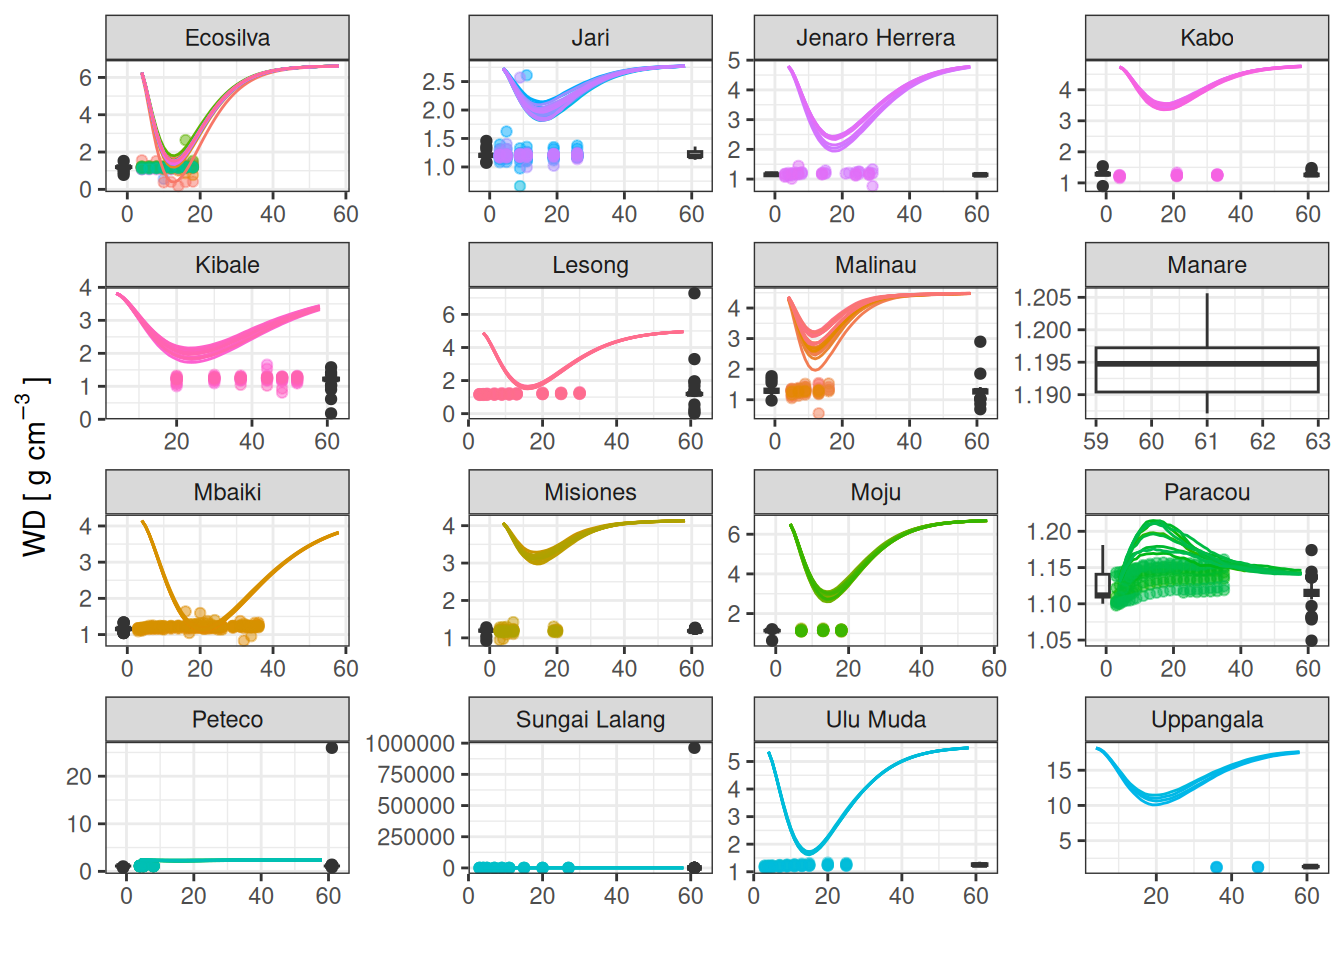 Ecosilva Jari Jenaro Herrera Kabo
6 4 2 0
2.5 2.0 1.5 1.0
5 4 3 2 1
4 3 2 1
0 20 40 60 0 20 40 60 0 20 40 60 0 20 40 60
Kibale Lesong Malinau Manare
4 3 2 1 0
6 4 2 0
4 3 2 1
1.205 1.200 1.195 1.190
20 40 60 0 20 40 60 0 20 40 60 59 60 61 62 63
WD [ g cm⁻³ ]
Mbaiki Misiones Moju Paracou
4 3 2 1
4 3 2 1
6 4 2
1.20 1.15 1.10 1.05
0 20 40 60 0 20 40 60 0 20 40 60 0 20 40 60
Peteco Sungai Lalang Ulu Muda Uppangala
20 10 0
1000000 750000 500000 250000 0
5 4 3 2 1
15 10 5
0 20 40 60 0 20 40 60 0 20 40 60 20 40 60